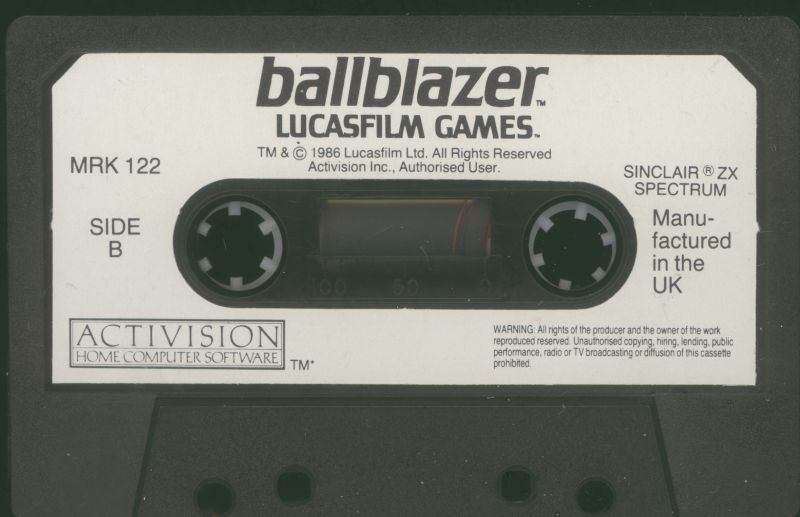 ballblazer™
LUCASFILM GAMES™
TM & © 1986 Lucasfilm Ltd. All Rights Reserved
Activision Inc., Authorised User.
MRK 122
SINCLAIR ® ZX
SPECTRUM
SIDE
B
Manu-
factured
in the
UK
100 50 0
ACTIVISION
HOME COMPUTER SOFTWARE TM*
WARNING: All rights of the producer and the owner of the work
reproduced reserved. Unauthorised copying, hiring, lending, public
performance, radio or TV broadcasting or diffusion of this cassette
prohibited.